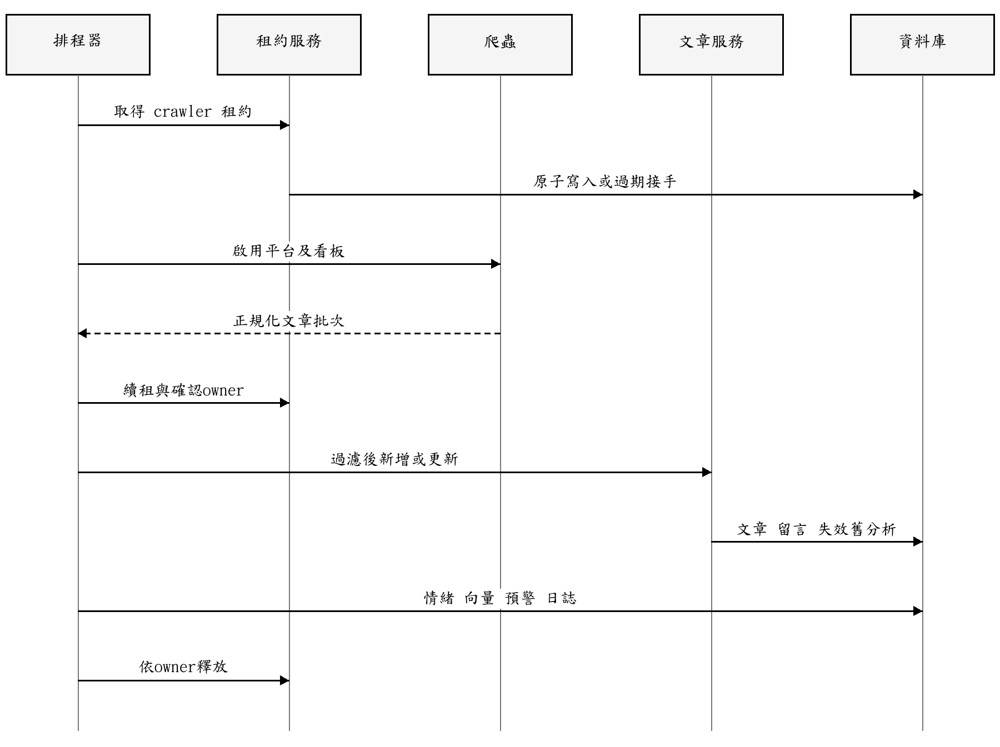 排程器
租約服務
爬蟲
文章服務
資料庫
取得 crawler 租約
原子寫入或過期接手
啟用平台及看板
正規化文章批次
續租與確認owner
過濾後新增或更新
文章 留言 失效舊分析
情緒 向量 預警 日誌
依owner釋放